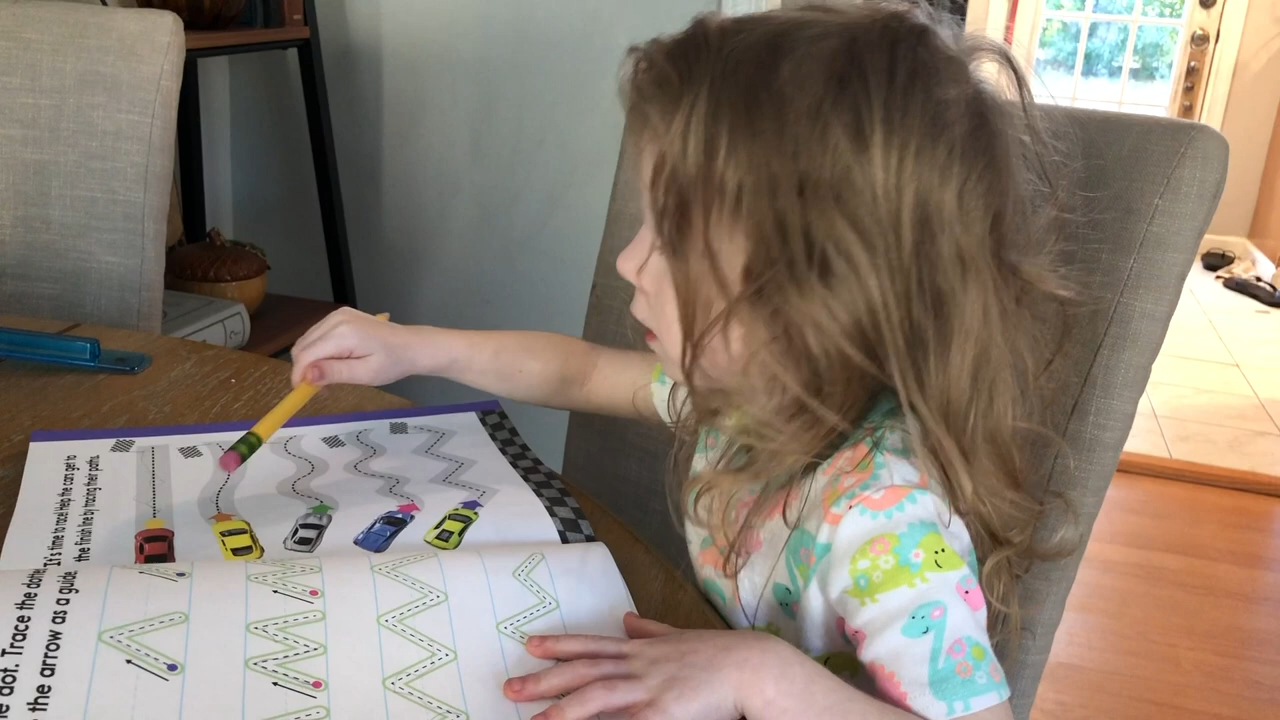 It's time to race! Help the cars get to
the finish line by tracing their paths.
e dot. Trace the dotte
the arrow as a guide.